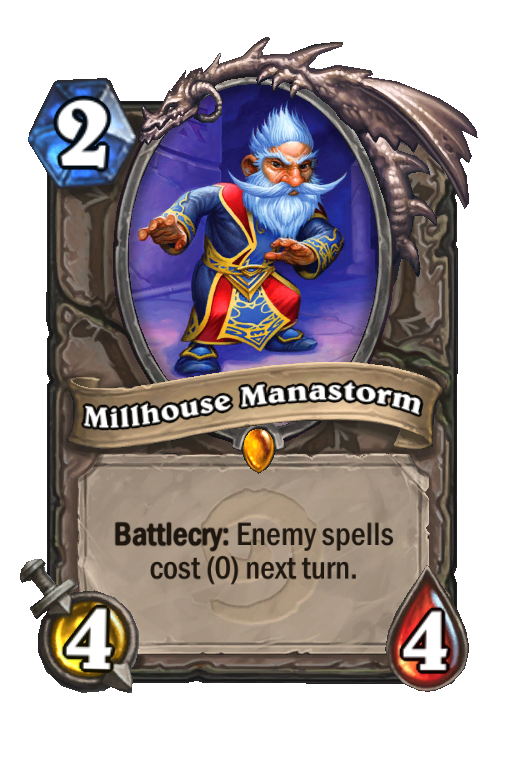 2
Millhouse Manastorm
Battlecry: Enemy spells
cost (0) next turn.
4
4